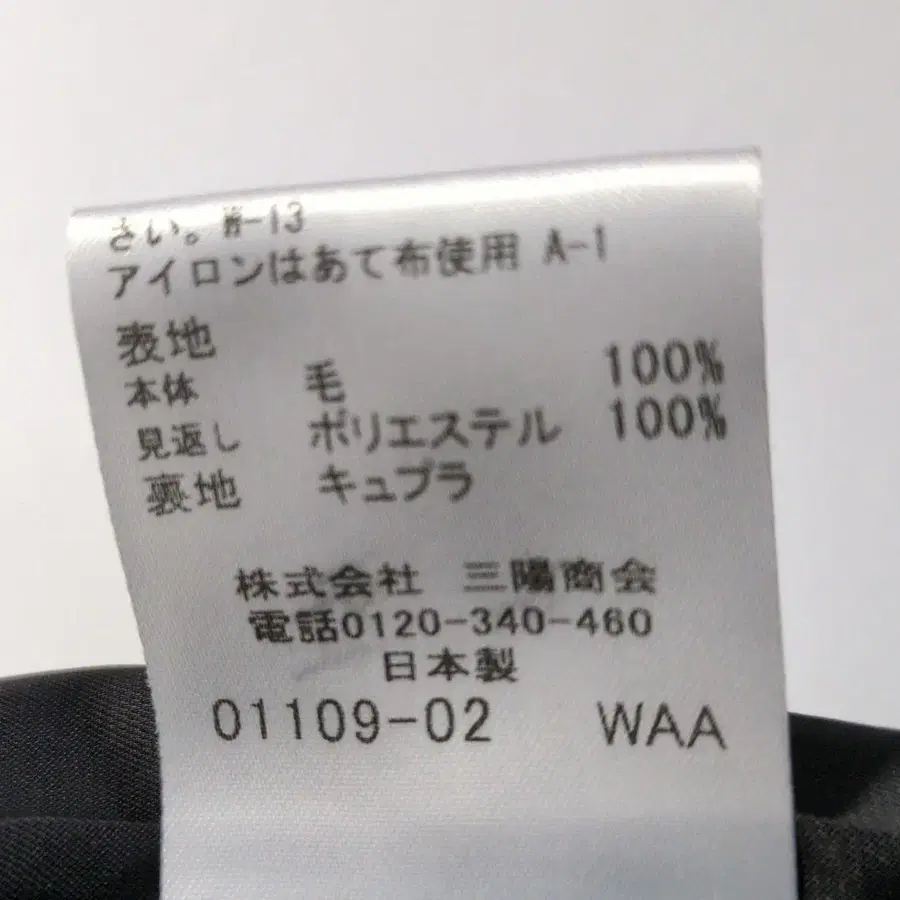 さい。W-13
アイロンはあて布使用 A-1
表地
本体 毛 100%
見返し ポリエステル 100%
裏地 キュプラ
株式会社 三陽商会
電話0120-340-460
日本製
01109-02 WAA